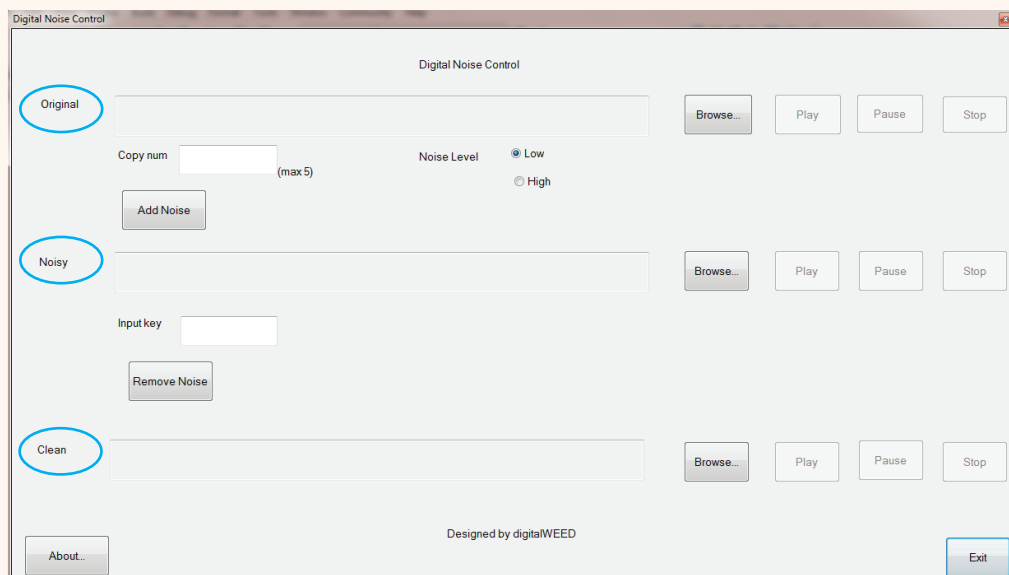 Digital Noise Control
Digital Noise Control
Original
Browse... Play Pause Stop
Copy num (max 5) Noise Level Low
High
Add Noise
Noisy
Browse... Play Pause Stop
Input key
Remove Noise
Clean
Browse... Play Pause Stop
Designed by digitalWEED
About... Exit